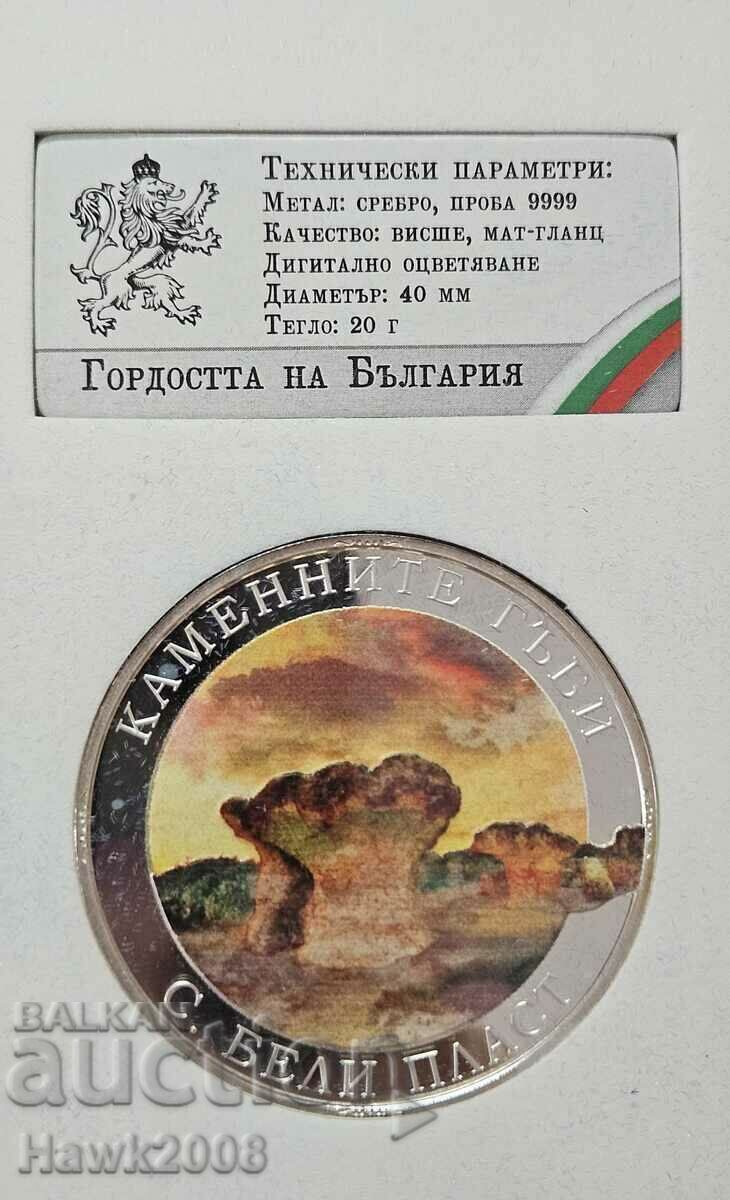 Технически параметри:
Метал: сребро, проба 9999
Качество: висше, мат-гланц
Дигитално оцветяване
Диаметър: 40 мм
Тегло: 20 г
Гордостта на България
КАМЕННИТЕ ГЪБИ
С. БЕЛИ ПЛАСТ
BALKAN
auction
Hawk2008